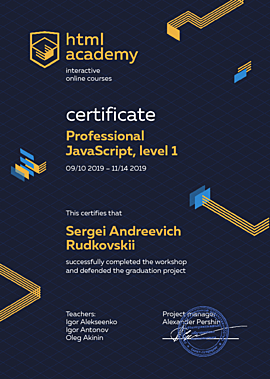 html
academy
interactive
online courses
certificate
Professional
JavaScript, level 1
09/10 2019 – 11/14 2019
This certifies that
Sergei Andreevich
Rudkovskii
successfully completed the workshop
and defended the graduation project
Teachers:
Igor Alekseenko
Igor Antonov
Oleg Akinin
Project manager
Alexander Pershin